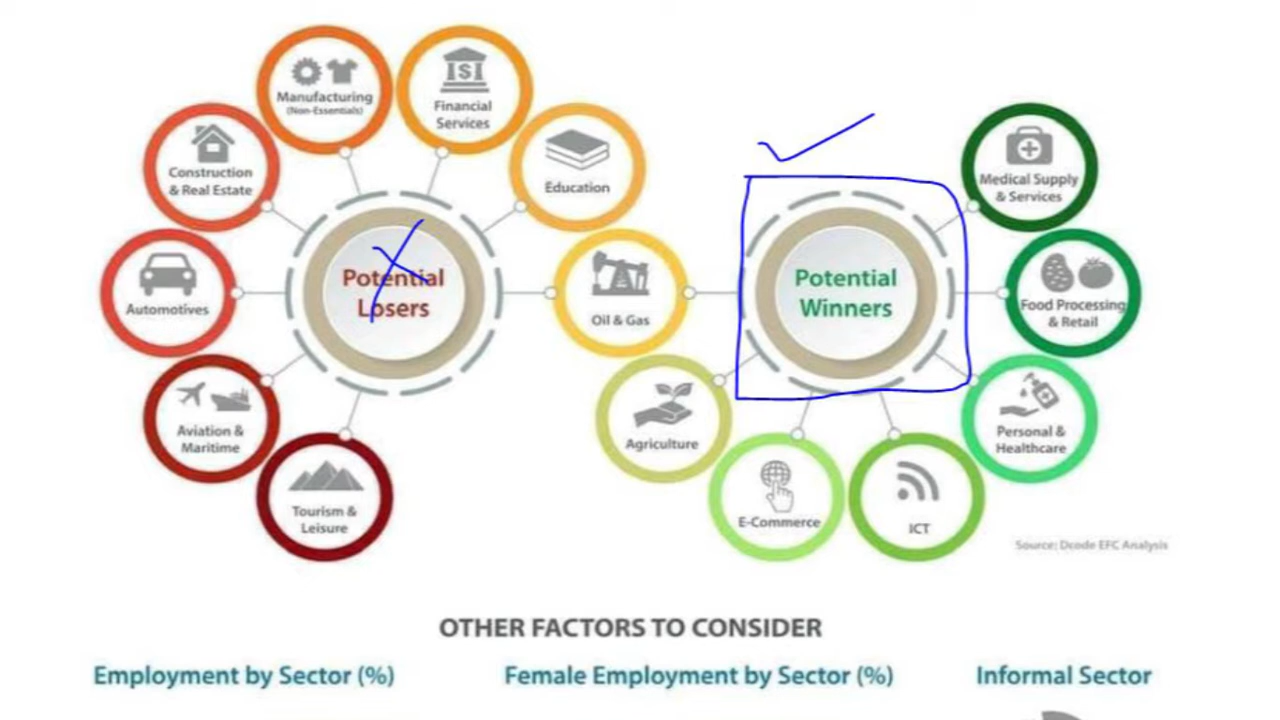 Manufacturing
(Non-Essentials)
Financial
Services
Construction
& Real Estate
Education
Medical Supply
& Services
Automotives
Potential
Losers
Oil & Gas
Potential
Winners
Food Processing
& Retail
Aviation &
Maritime
Agriculture
Personal &
Healthcare
Tourism &
Leisure
E-Commerce
ICT
Source: Dcode EFC Analysis
OTHER FACTORS TO CONSIDER
Employment by Sector (%)
Female Employment by Sector (%)
Informal Sector